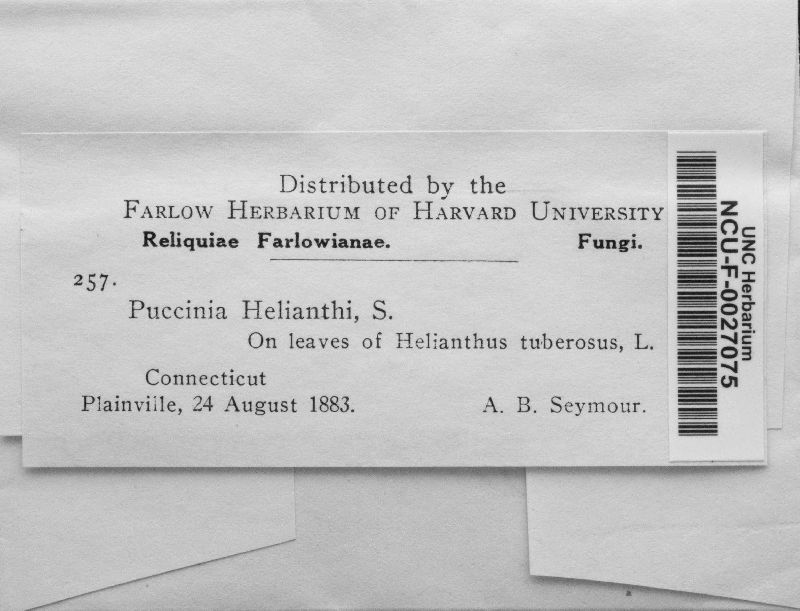 Distributed by the
FARLOW HERBARIUM OF HARVARD UNIVERSITY
Reliquiae Farlowianae. Fungi.
257.
Puccinia Helianthi, S.
On leaves of Helianthus tuberosus, L.
Connecticut
Plainville, 24 August 1883. A. B. Seymour.
UNC Herbarium
NCU-F-0027075